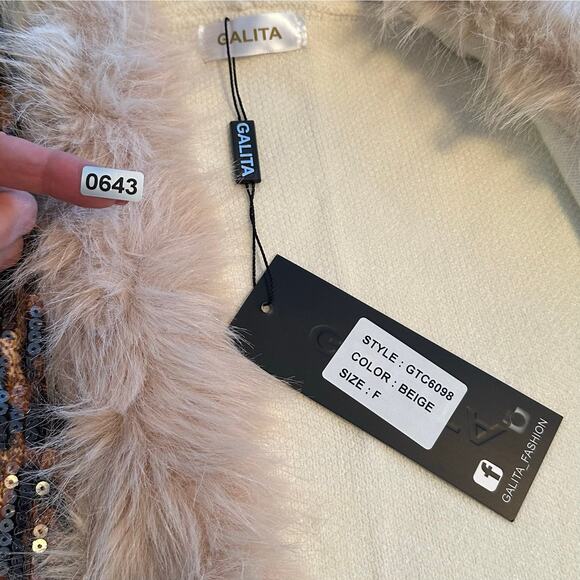 GALITA
GALITA
0643
STYLE : GTC6098
COLOR : BEIGE
SIZE : F
f
GALITA_FASHION